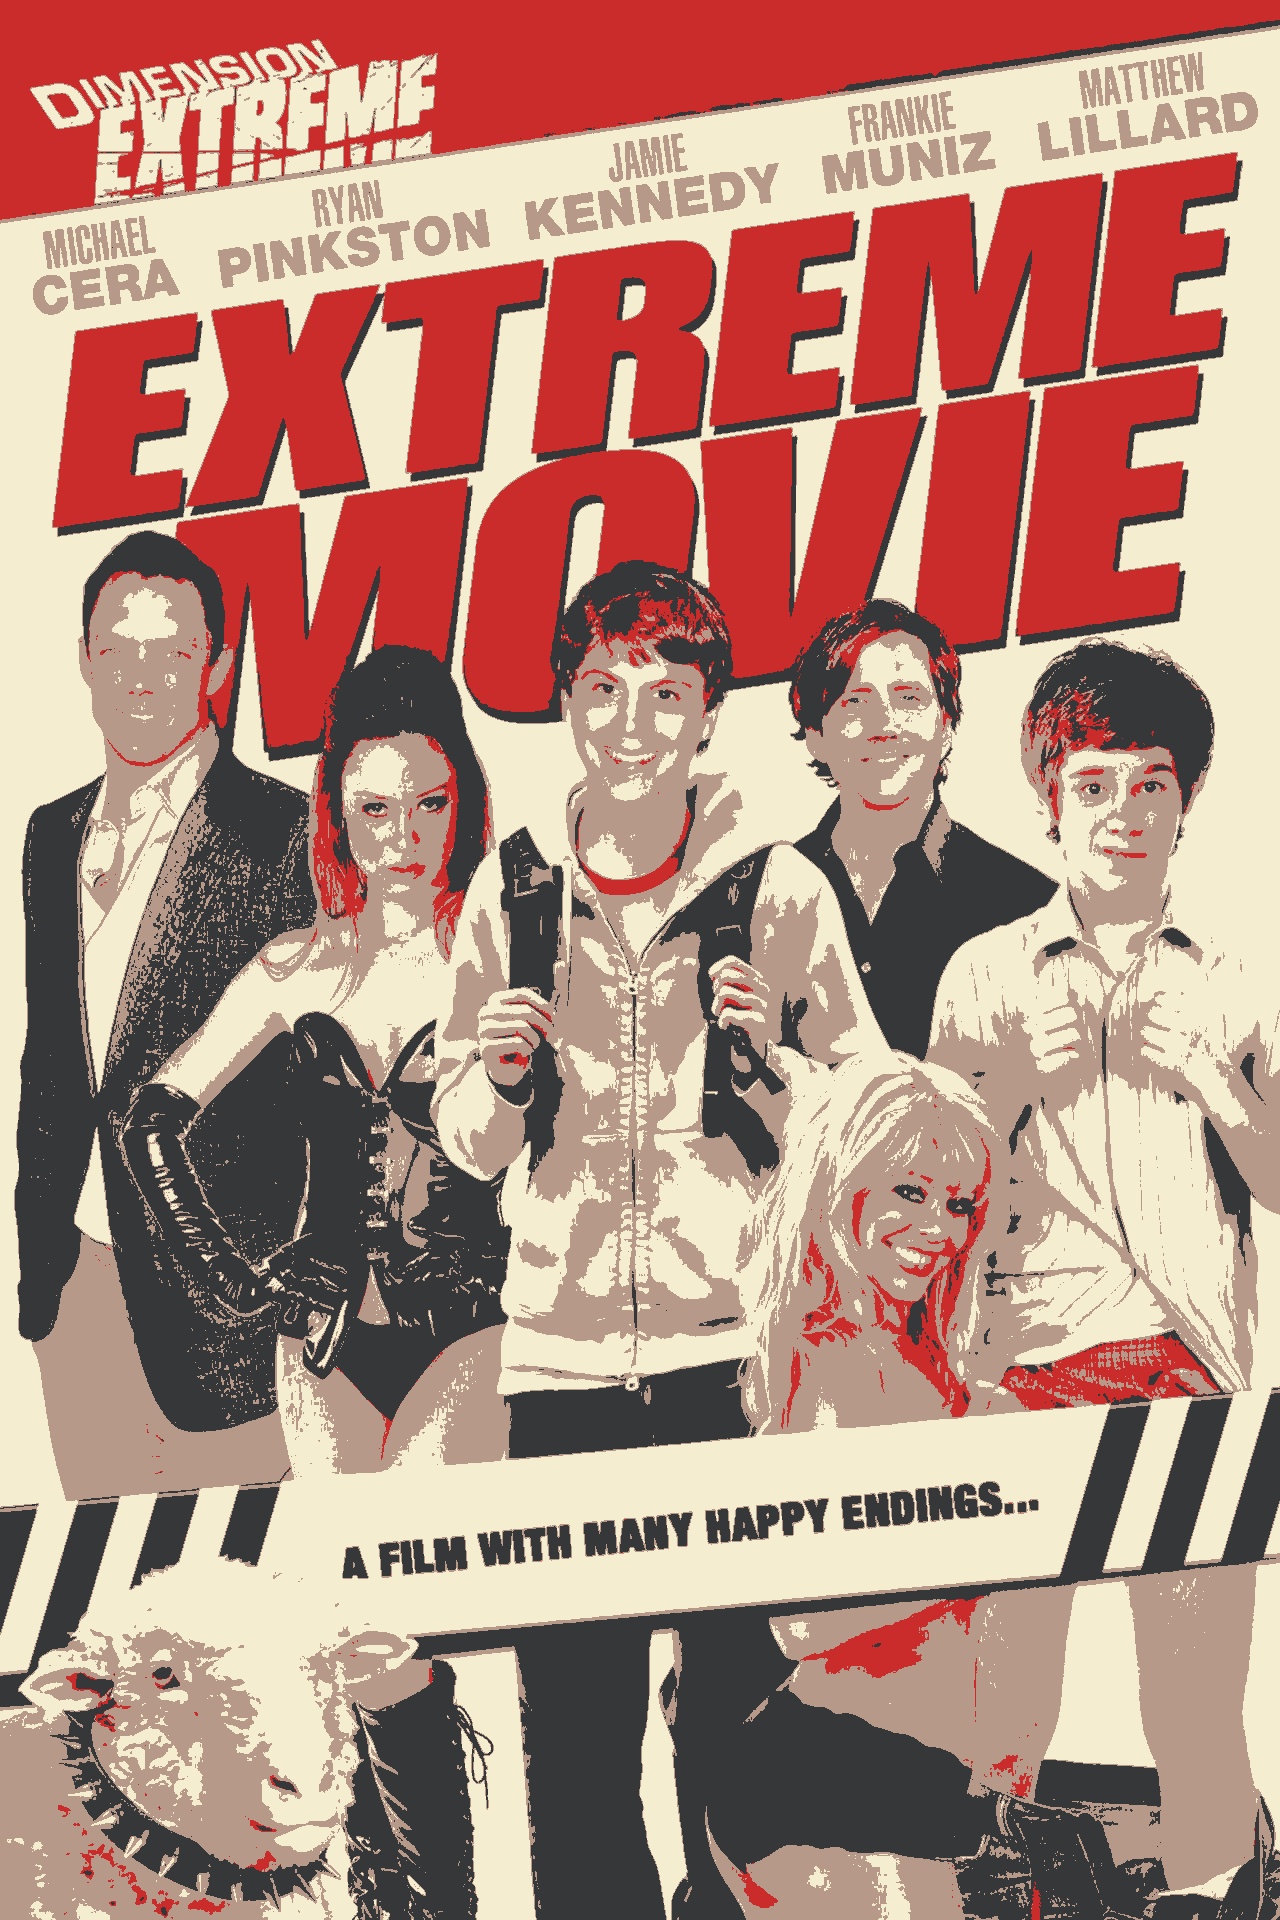 DIMENSION
EXTREME
MICHAEL CERA
RYAN PINKSTON
JAMIE KENNEDY
FRANKIE MUNIZ
MATTHEW LILLARD
EXTREME
MOVIE
A FILM WITH MANY HAPPY ENDINGS...